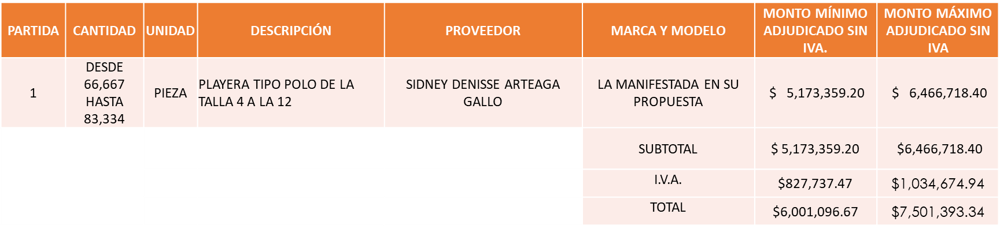 PARTIDA
CANTIDAD
UNIDAD
DESCRIPCIÓN
PROVEEDOR
MARCA Y MODELO
MONTO MÍNIMO
ADJUDICADO SIN
IVA.
MONTO MÁXIMO
ADJUDICADO SIN
IVA
1
DESDE
66,667
HASTA
83,334
PIEZA
PLAYERA TIPO POLO DE LA
TALLA 4 A LA 12
SIDNEY DENISSE ARTEAGA
GALLO
LA MANIFESTADA EN SU
PROPUESTA
$ 5,173,359.20
$ 6,466,718.40
SUBTOTAL
$ 5,173,359.20
$6,466,718.40
I.V.A.
$827,737.47
$1,034,674.94
TOTAL
$6,001,096.67
$7,501,393.34